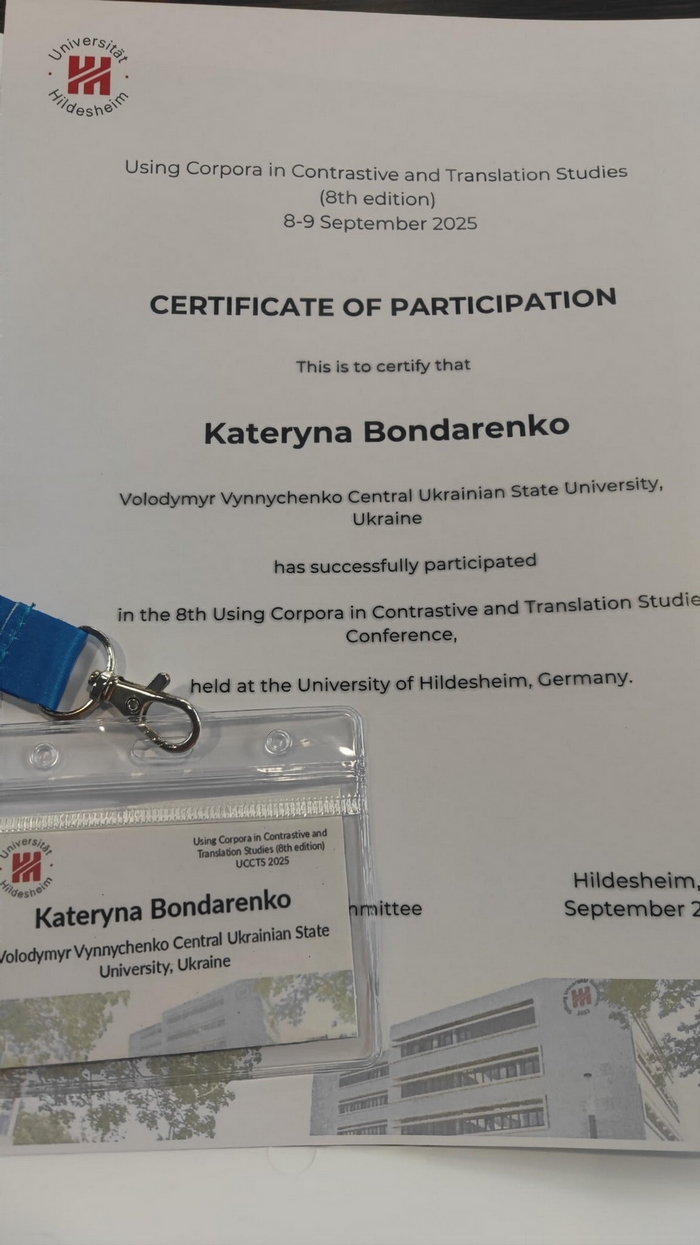 Universität
Hildesheim
Using Corpora in Contrastive and Translation Studies
(8th edition)
8-9 September 2025
CERTIFICATE OF PARTICIPATION
This is to certify that
Kateryna Bondarenko
Volodymyr Vynnychenko Central Ukrainian State University,
Ukraine
has successfully participated
in the 8th Using Corpora in Contrastive and Translation Studie
Conference,
held at the University of Hildesheim, Germany.
Hildesheim,
mmittee September 2
Universität
Hildesheim
Using Corpora in Contrastive and
Translation Studies (8th edition)
UCCTS 2025
Kateryna Bondarenko
Volodymyr Vynnychenko Central Ukrainian State
University, Ukraine